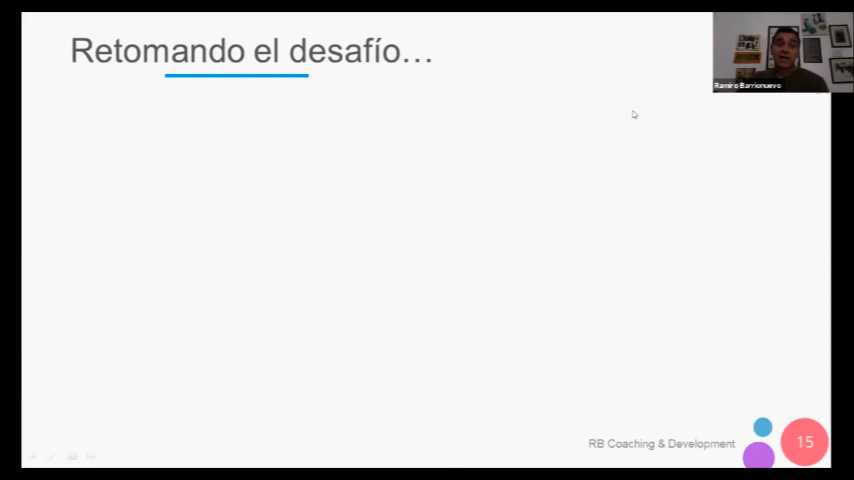 Retomando el desafío...
Ramiro Barrionuevo
RB Coaching & Development
15